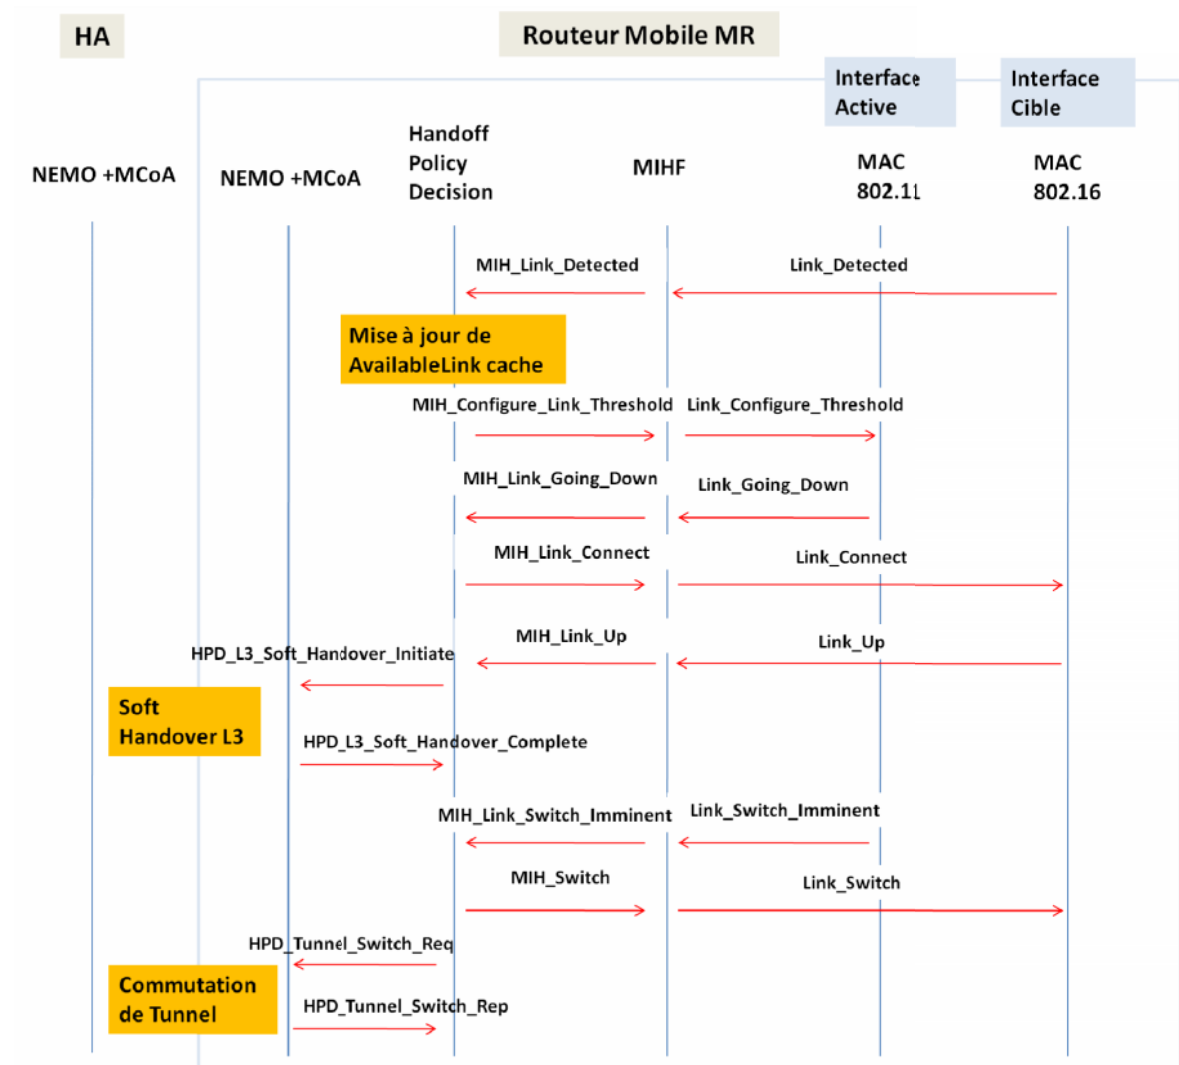 HA
Routeur Mobile MR
Interface
Active
Interface
Cible
NEMO +MCoA
NEMO +MCoA
Handoff
Policy
Decision
MIHF
MAC
802.11
MAC
802.16
MIH_Link_Detected
Link_Detected
Mise à jour de
AvailableLink cache
MIH_Configure_Link_Threshold
Link_Configure_Threshold
MIH_Link_Going_Down
Link_Going_Down
MIH_Link_Connect
Link_Connect
MIH_Link_Up
Link_Up
HPD_L3_Soft_Handover_Initiate
Soft
Handover L3
HPD_L3_Soft_Handover_Complete
MIH_Link_Switch_Imminent
Link_Switch_Imminent
MIH_Switch
Link_Switch
HPD_Tunnel_Switch_Req
Commutation
de Tunnel
HPD_Tunnel_Switch_Rep